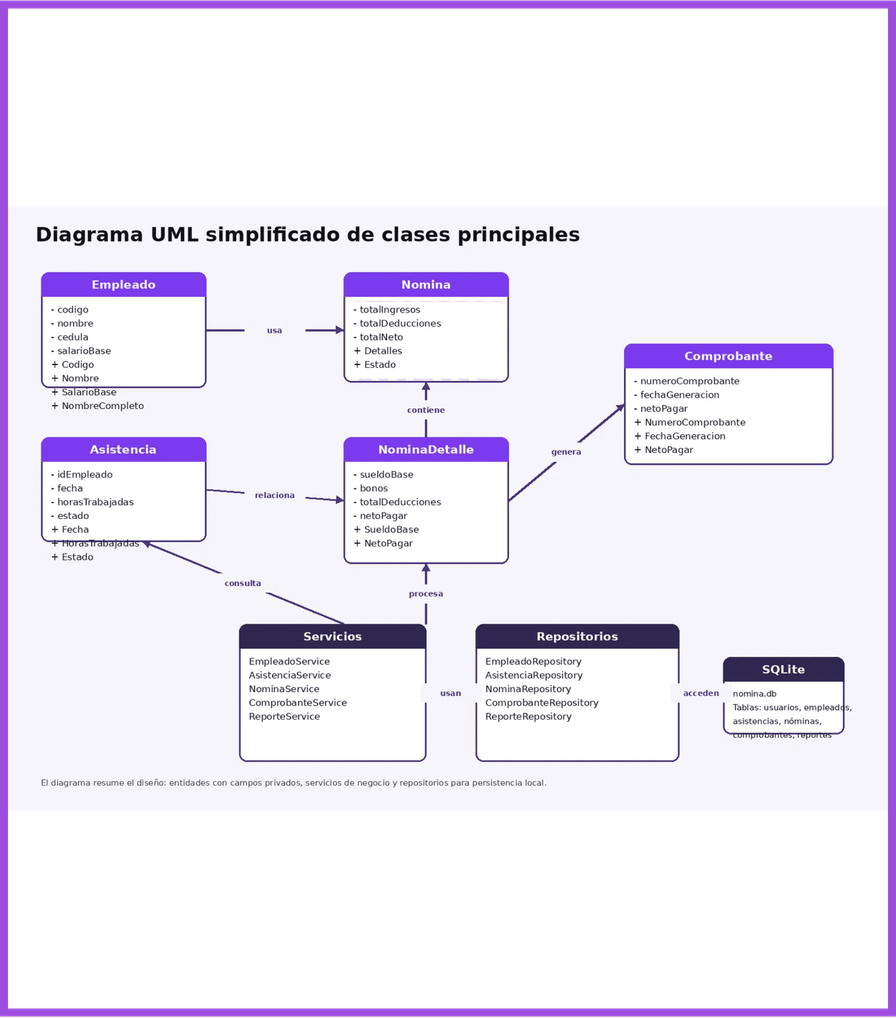 Diagrama UML simplificado de clases principales
Empleado
- codigo
- nombre
- cedula
- salarioBase
+ Codigo
+ Nombre
+ SalarioBase
+ NombreCompleto
usa
Nomina
- totalIngresos
- totalDeducciones
- totalNeto
+ Detalles
+ Estado
Comprobante
- numeroComprobante
- fechaGeneracion
- netoPagar
+ NumeroComprobante
+ FechaGeneracion
+ NetoPagar
contiene
Asistencia
- idEmpleado
- fecha
- horasTrabajadas
- estado
+ Fecha
+ HorasTrabajadas
+ Estado
relaciona
NominaDetalle
- sueldoBase
- bonos
- totalDeducciones
- netoPagar
+ SueldoBase
+ NetoPagar
genera
consulta
procesa
Servicios
EmpleadoService
AsistenciaService
NominaService
ComprobanteService
ReporteService
usan
Repositorios
EmpleadoRepository
AsistenciaRepository
NominaRepository
ComprobanteRepository
ReporteRepository
acceden
SQLite
nomina.db
Tablas: usuarios, empleados,
asistencias, nóminas,
comprobantes, reportes
El diagrama resume el diseño: entidades con campos privados, servicios de negocio y repositorios para persistencia local.